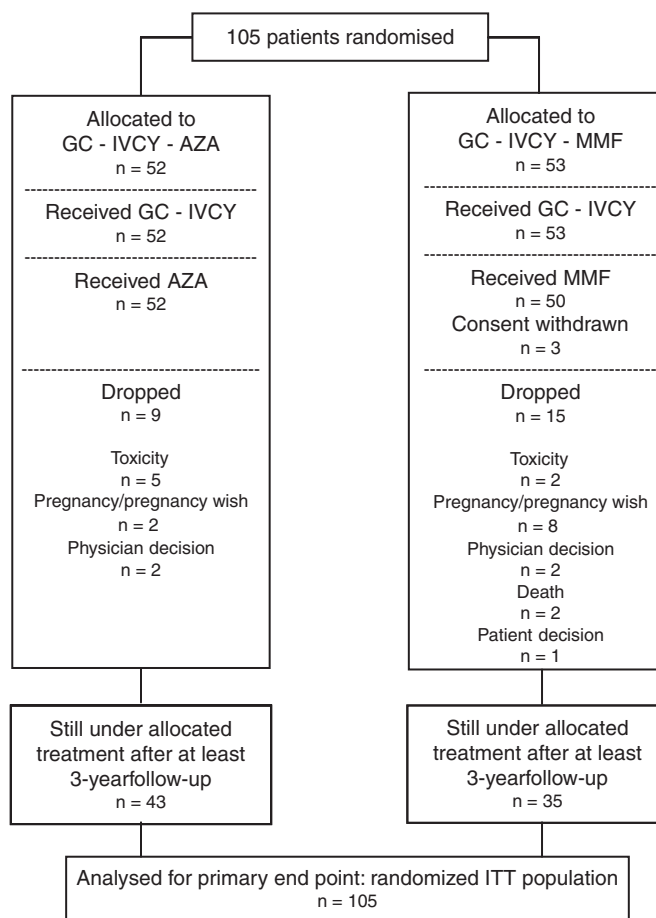 105 patients randomised
Allocated to
GC - IVCY - AZA
n = 52
Received GC - IVCY
n = 52
Received AZA
n = 52
Dropped
n = 9
Toxicity
n = 5
Pregnancy/pregnancy wish
n = 2
Physician decision
n = 2
Allocated to
GC - IVCY - MMF
n = 53
Received GC - IVCY
n = 53
Received MMF
n = 50
Consent withdrawn
n = 3
Dropped
n = 15
Toxicity
n = 2
Pregnancy/pregnancy wish
n = 8
Physician decision
n = 2
Death
n = 2
Patient decision
n = 1
Still under allocated
treatment after at least
3-yearfollow-up
n = 43
Still under allocated
treatment after at least
3-yearfollow-up
n = 35
Analysed for primary end point: randomized ITT population
n = 105